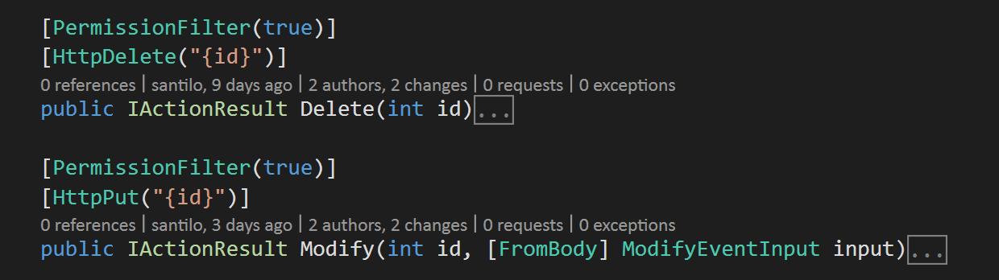 [PermissionFilter(true)]
[HttpDelete("{id}")]
0 references | santilo, 9 days ago | 2 authors, 2 changes | 0 requests | 0 exceptions
public IActionResult Delete(int id)...
[PermissionFilter(true)]
[HttpPut("{id}")]
0 references | santilo, 3 days ago | 2 authors, 2 changes | 0 requests | 0 exceptions
public IActionResult Modify(int id, [FromBody] ModifyEventInput input)...